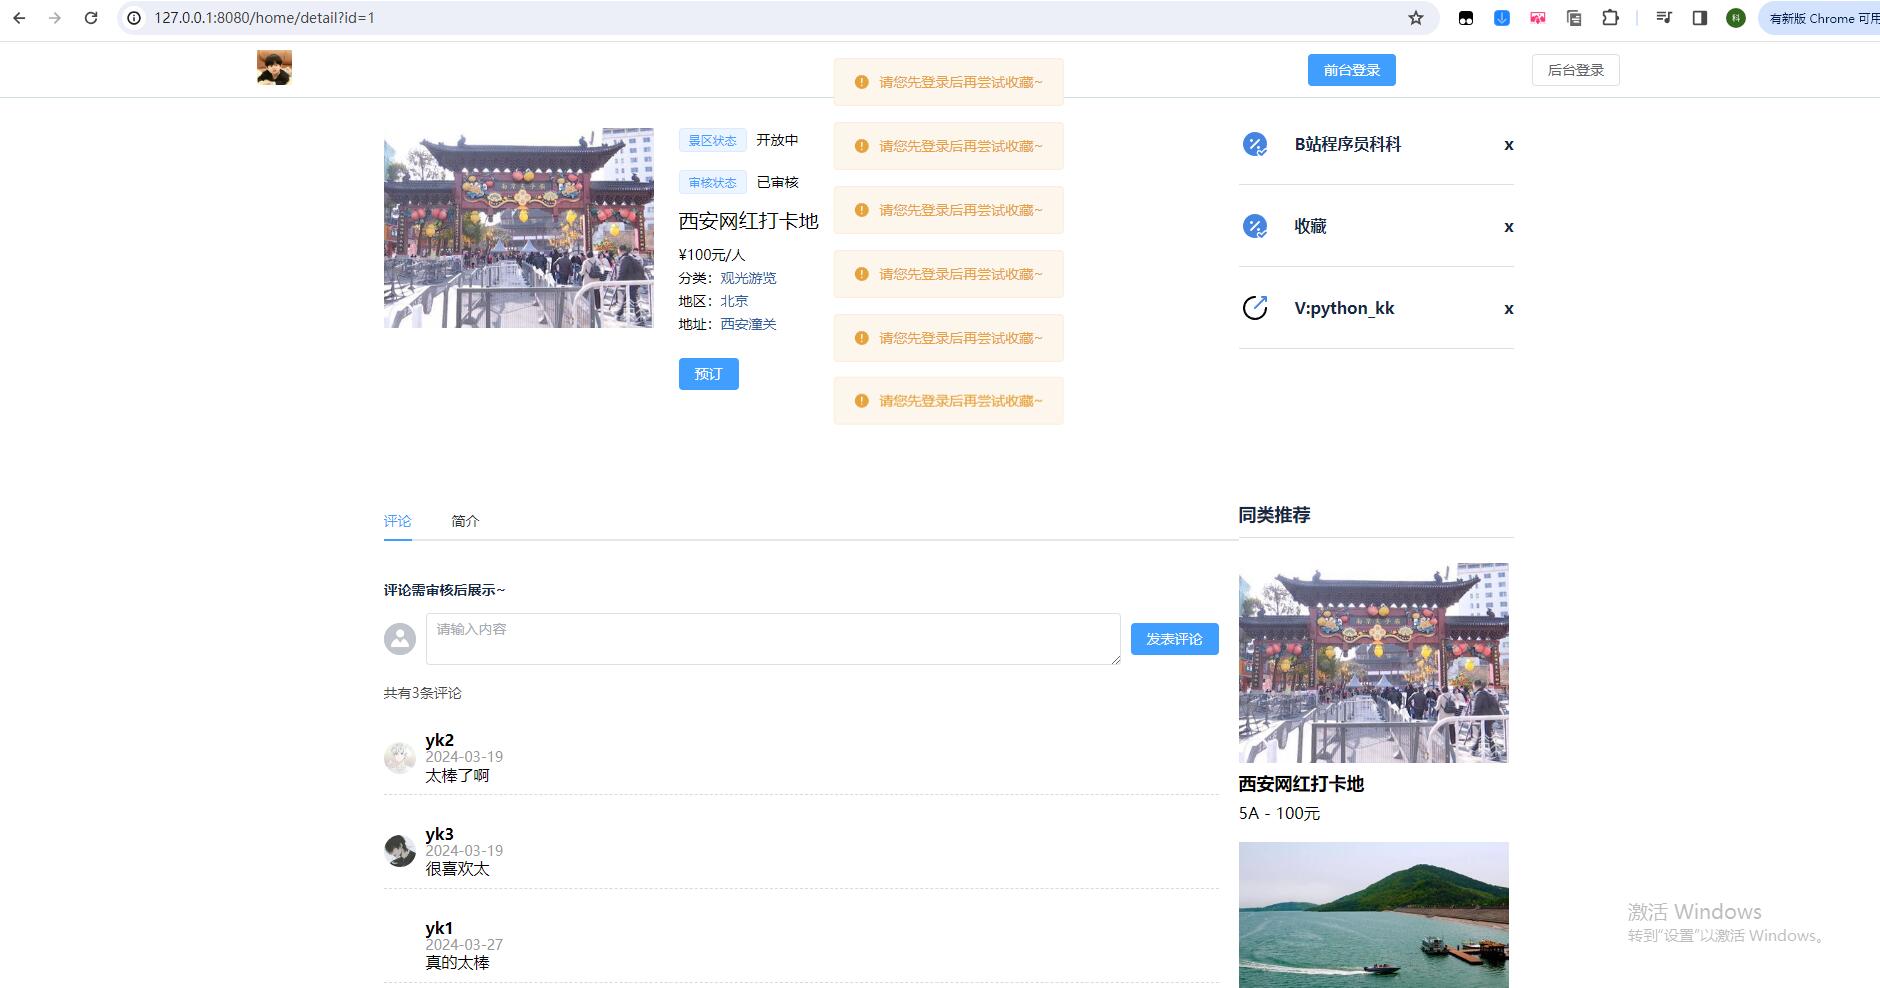 127.0.0.1:8080/home/detail?id=1
科
有新版 Chrome 可用
前台登录
后台登录
请您先登录后再尝试收藏~
请您先登录后再尝试收藏~
请您先登录后再尝试收藏~
请您先登录后再尝试收藏~
请您先登录后再尝试收藏~
请您先登录后再尝试收藏~
景区状态 开放中
审核状态 已审核
西安网红打卡地
¥100元/人
分类：观光游览
地区：北京
地址：西安潼关
预订
B站程序员科科 x
收藏 x
V:python_kk x
评论 简介
评论需审核后展示~
请输入内容
发表评论
共有3条评论
yk2
2024-03-19
太棒了啊
yk3
2024-03-19
很喜欢太
yk1
2024-03-27
真的太棒
同类推荐
西安网红打卡地
5A - 100元
激活 Windows
转到"设置"以激活 Windows。